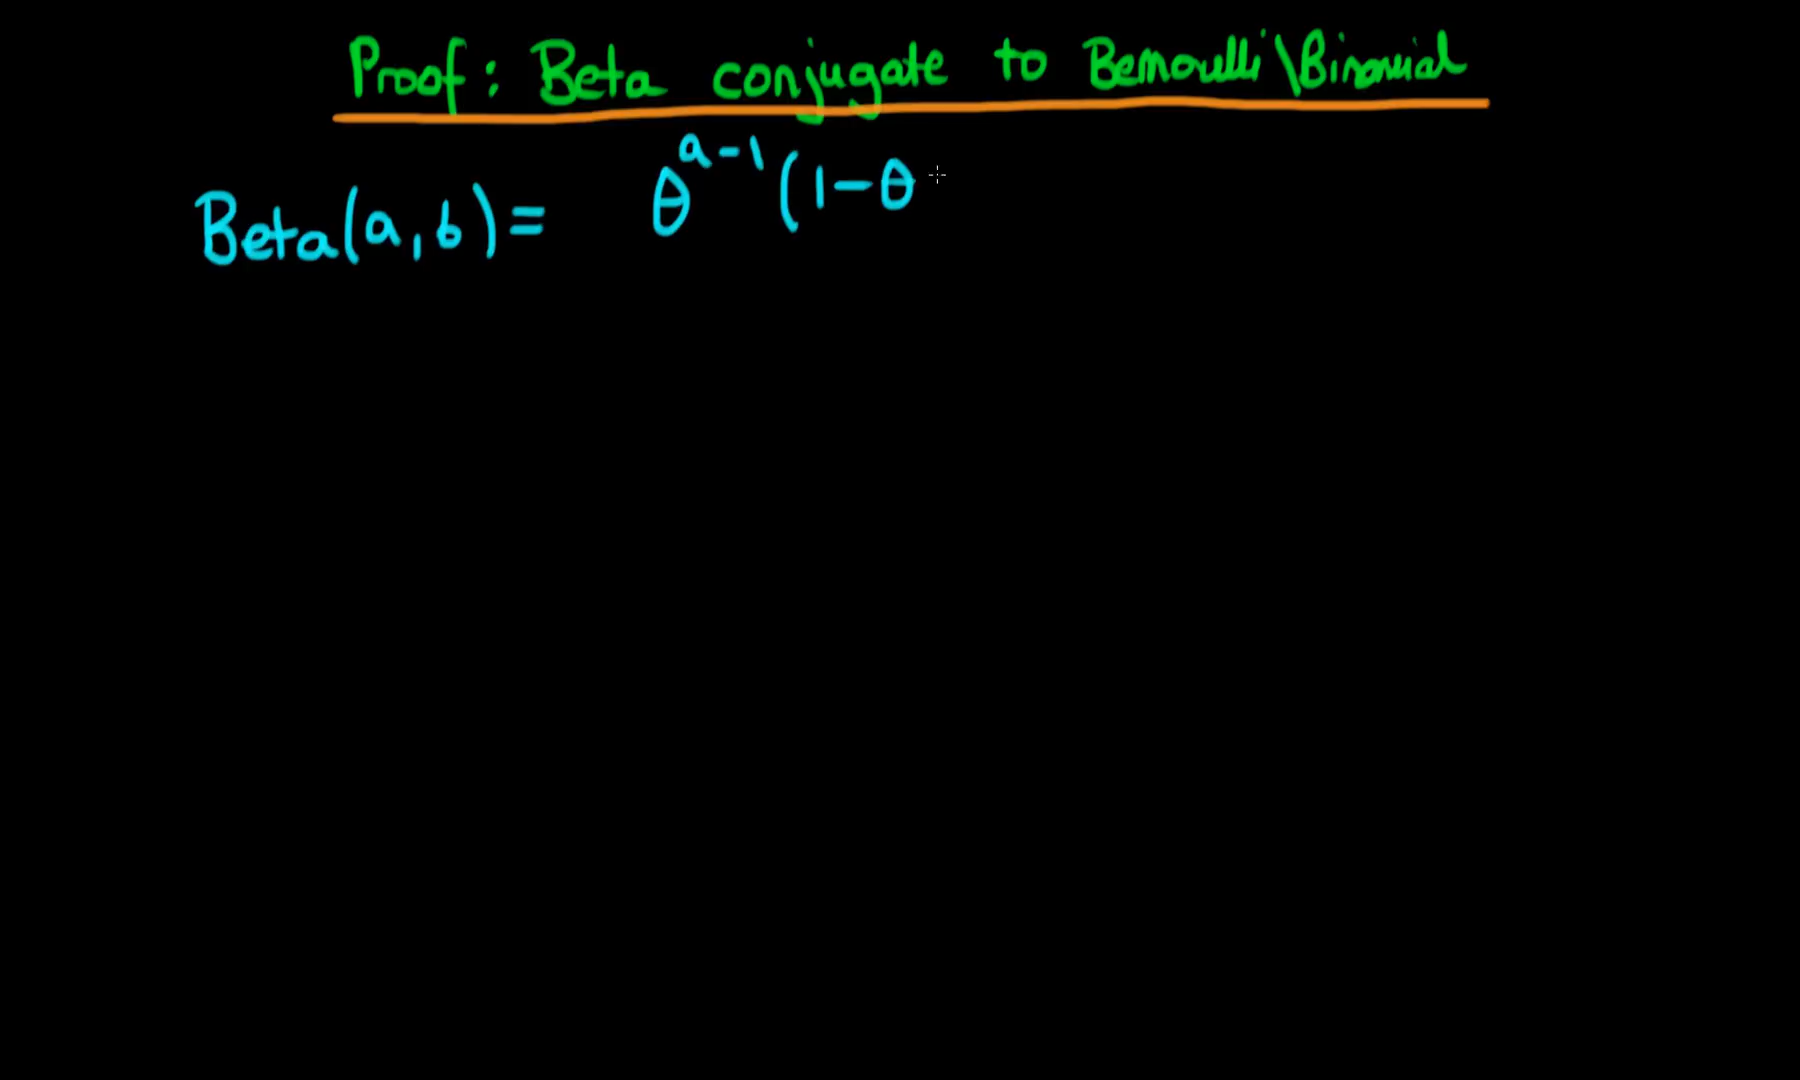 Proof: Beta conjugate to Bernoulli\Binomial
Beta(a,b)= θ^{a-1}(1-θ